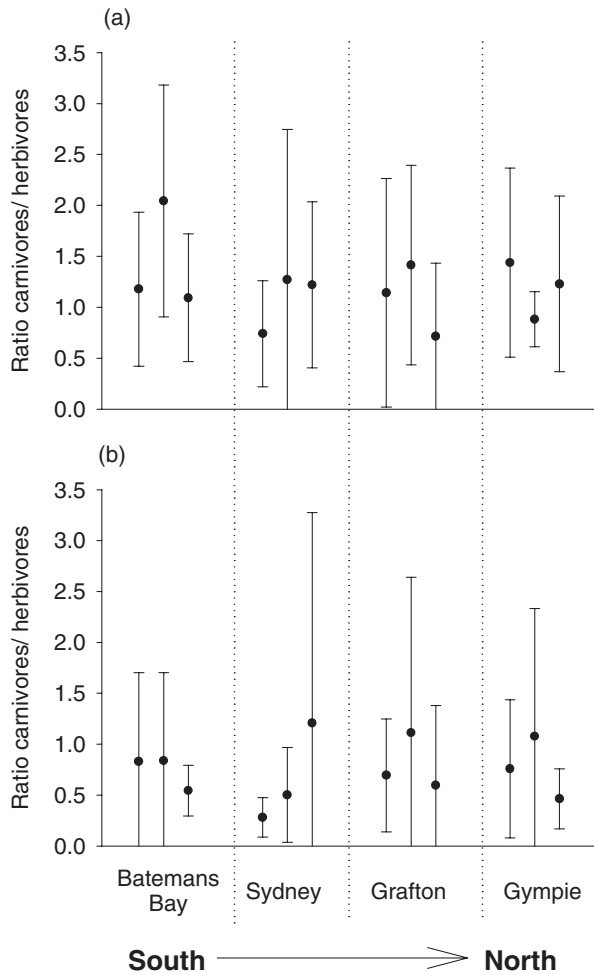 (a)
Ratio carnivores/ herbivores
3.5
3.0
2.5
2.0
1.5
1.0
0.5
0.0
(b)
Ratio carnivores/ herbivores
3.5
3.0
2.5
2.0
1.5
1.0
0.5
0.0
Batemans
Bay
Sydney
Grafton
Gympie
South
North